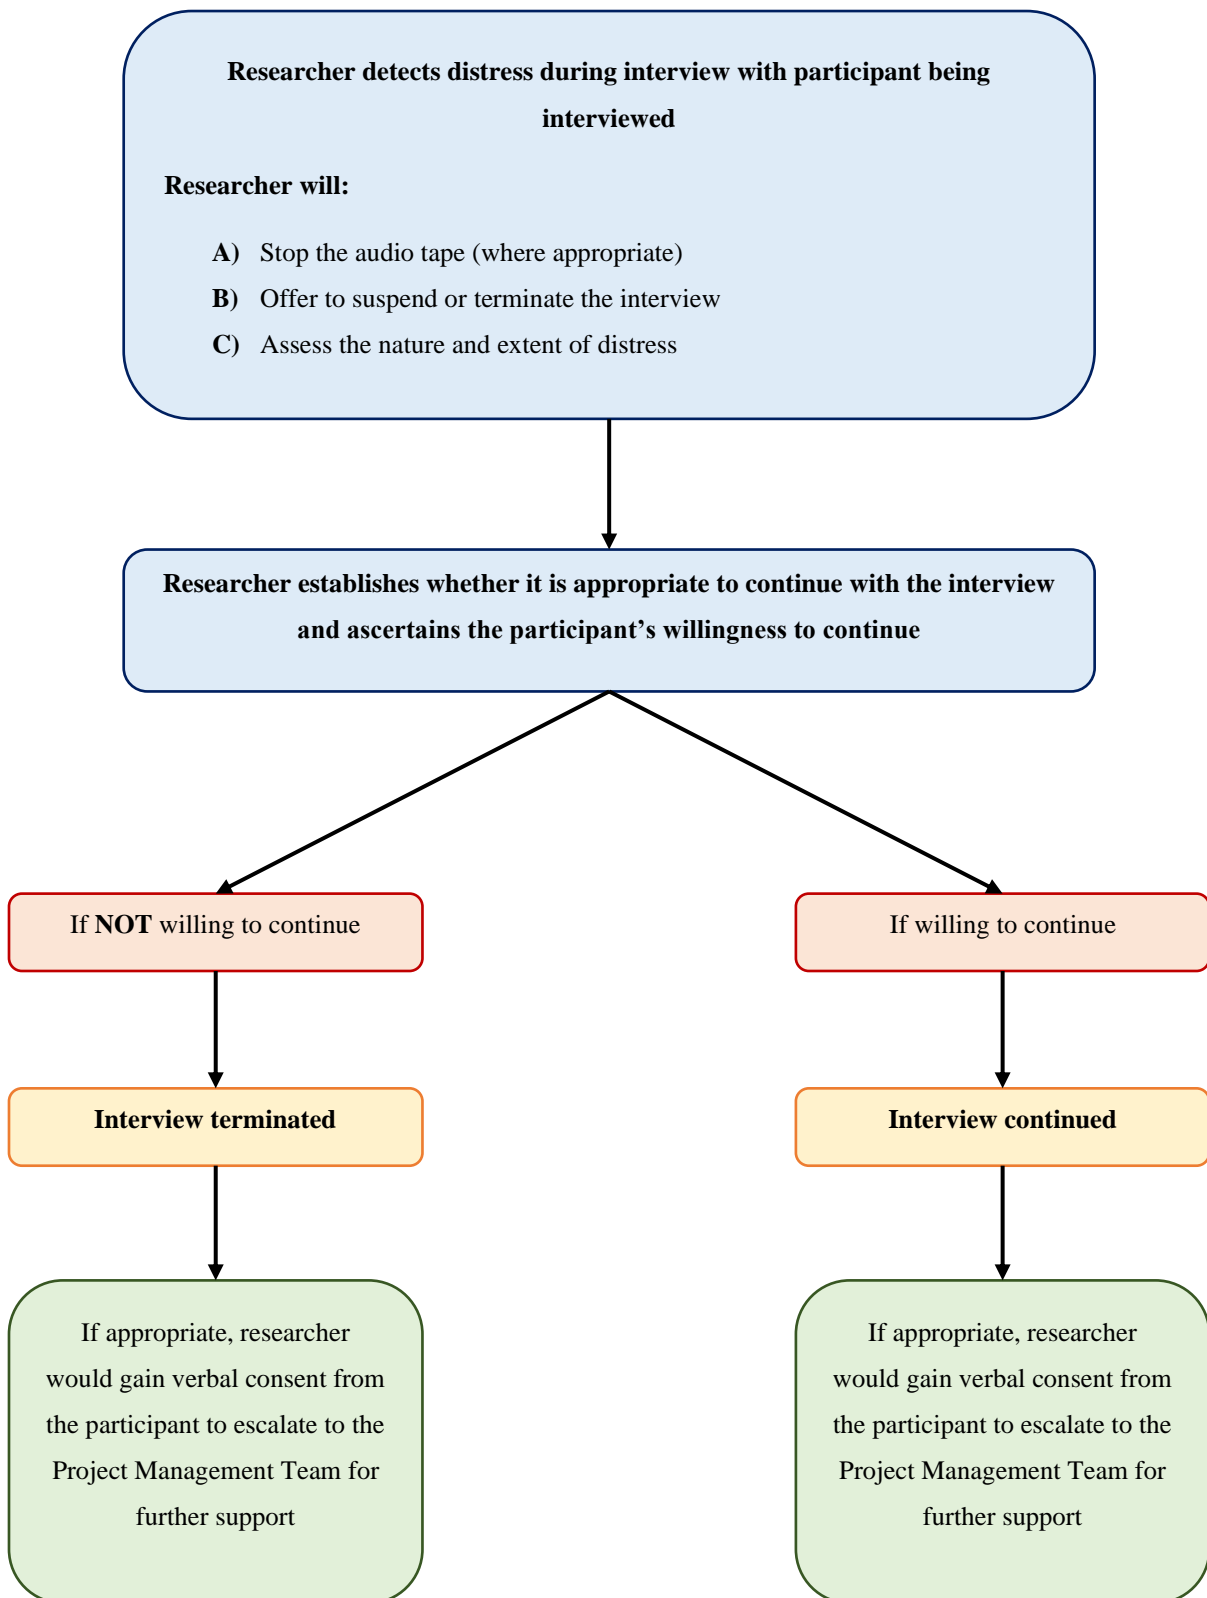 Researcher detects distress during interview with participant being
interviewed
Researcher will:
A) Stop the audio tape (where appropriate)
B) Offer to suspend or terminate the interview
C) Assess the nature and extent of distress
Researcher establishes whether it is appropriate to continue with the interview
and ascertains the participant’s willingness to continue
If NOT willing to continue
If willing to continue
Interview terminated
Interview continued
If appropriate, researcher
would gain verbal consent from
the participant to escalate to the
Project Management Team for
further support
If appropriate, researcher
would gain verbal consent from
the participant to escalate to the
Project Management Team for
further support